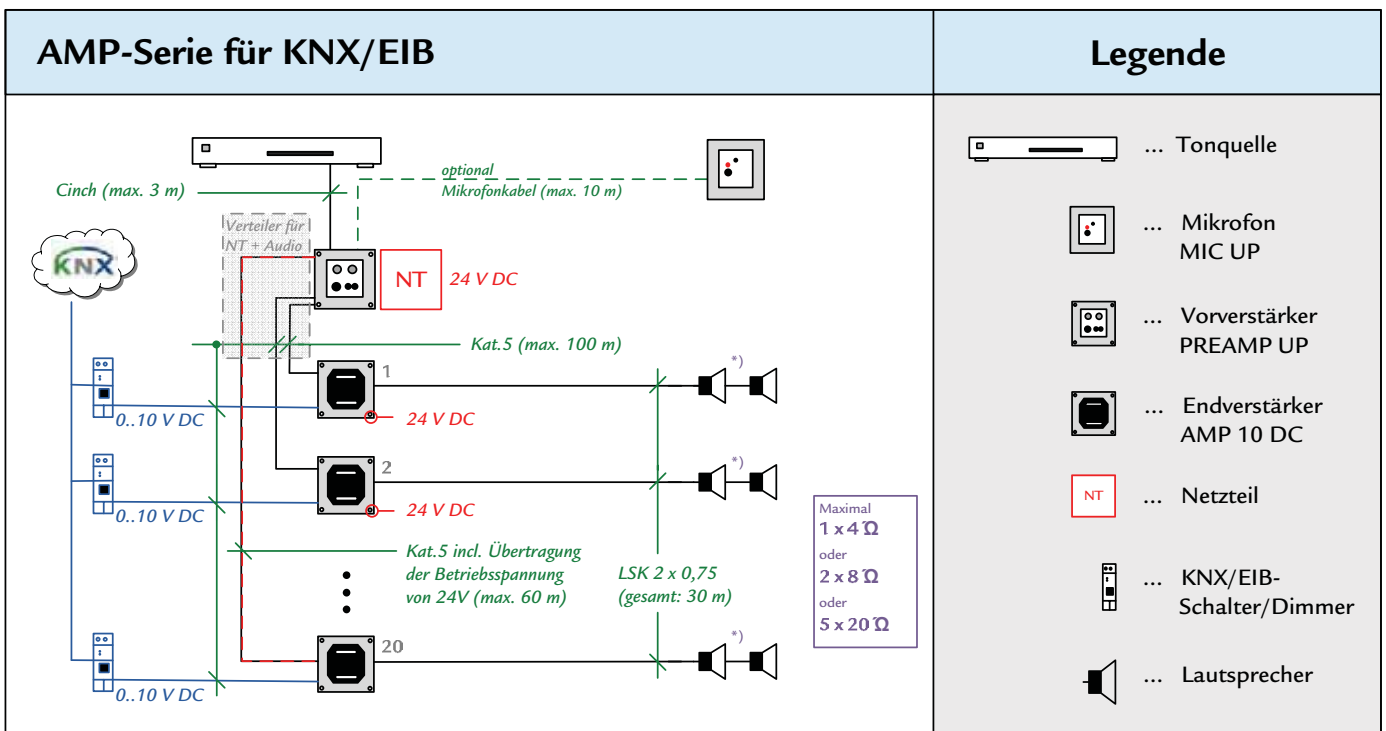 AMP-Serie für KNX/EIB
Legende
Cinch (max. 3 m)
optional
Mikrofonkabel (max. 10 m)
Verteiler für
NT + Audio
KNX
NT
24 V DC
Kat.5 (max. 100 m)
1
*)
0..10 V DC
24 V DC
2
*)
0..10 V DC
24 V DC
Kat.5 incl. Übertragung
der Betriebsspannung
von 24V (max. 60 m)
LSK 2 x 0,75
(gesamt: 30 m)
Maximal
1 x 4 Ω
oder
2 x 8 Ω
oder
5 x 20 Ω
20
*)
0..10 V DC
... Tonquelle
... Mikrofon
MIC UP
... Vorverstärker
PREAMP UP
... Endverstärker
AMP 10 DC
NT ... Netzteil
... KNX/EIB-
Schalter/Dimmer
... Lautsprecher